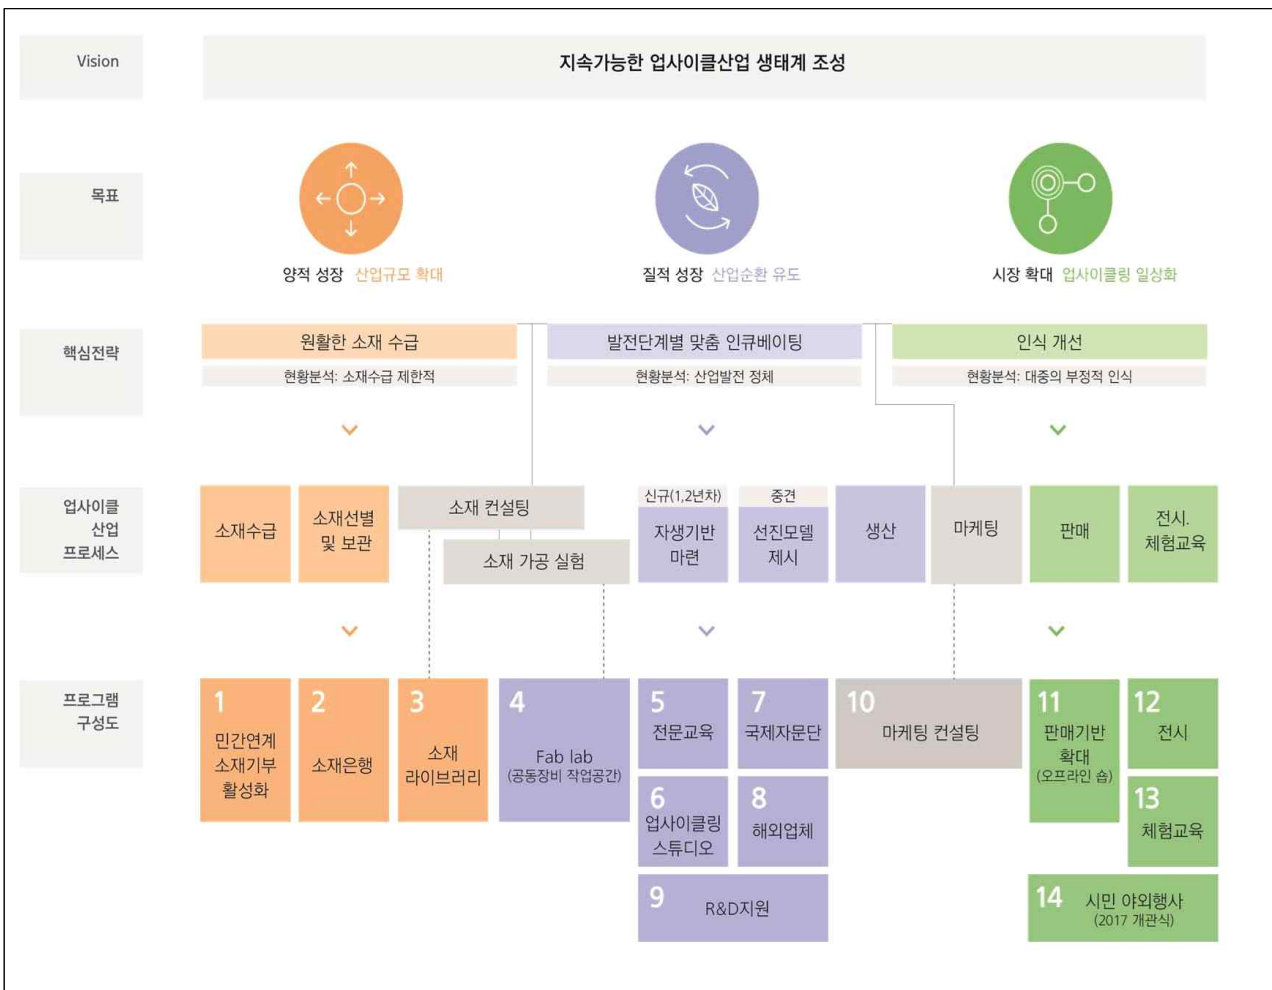 Vision
지속가능한 업사이클산업 생태계 조성
목표
양적 성장 산업규모 확대
질적 성장 산업순환 유도
시장 확대 업사이클링 일상화
핵심전략
원활한 소재 수급
현황분석: 소재수급 제한적
발전단계별 맞춤 인큐베이팅
현황분석: 산업발전 정체
인식 개선
현황분석: 대중의 부정적 인식
업사이클
산업
프로세스
소재수급
소재선별
및 보관
소재 컨설팅
소재 가공 실험
신규(1,2년차)
자생기반
마련
중견
선진모델
제시
생산
마케팅
판매
전시.
체험교육
프로그램
구성도
1
민간연계
소재기부
활성화
2
소재은행
3
소재
라이브러리
4
Fab lab
(공동장비 작업공간)
5
전문교육
6
업사이클링
스튜디오
7
국제자문단
8
해외업체
9
R&D지원
10
마케팅 컨설팅
11
판매기반
확대
(오프라인 숍)
12
전시
13
체험교육
14
시민 야외행사
(2017 개관식)